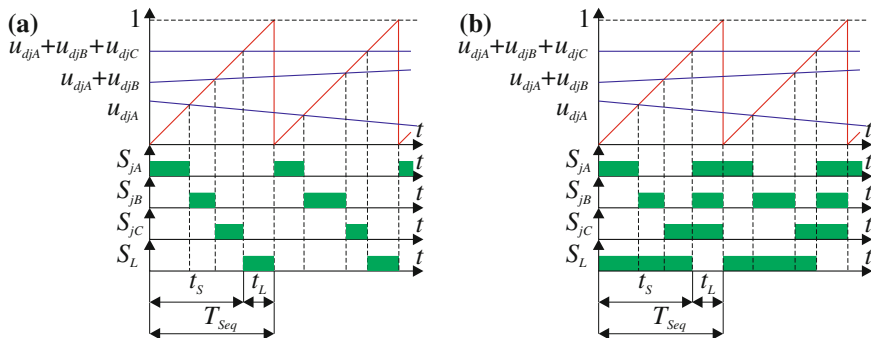 (a)
1
u_djA+u_djB+u_djC
u_djA+u_djB
u_djA
t
S_jA t
S_jB t
S_jC t
S_L t
t_S t_L
T_Seq
(b)
1
u_djA+u_djB+u_djC
u_djA+u_djB
u_djA
t
S_jA t
S_jB t
S_jC t
S_L t
t_S t_L
T_Seq